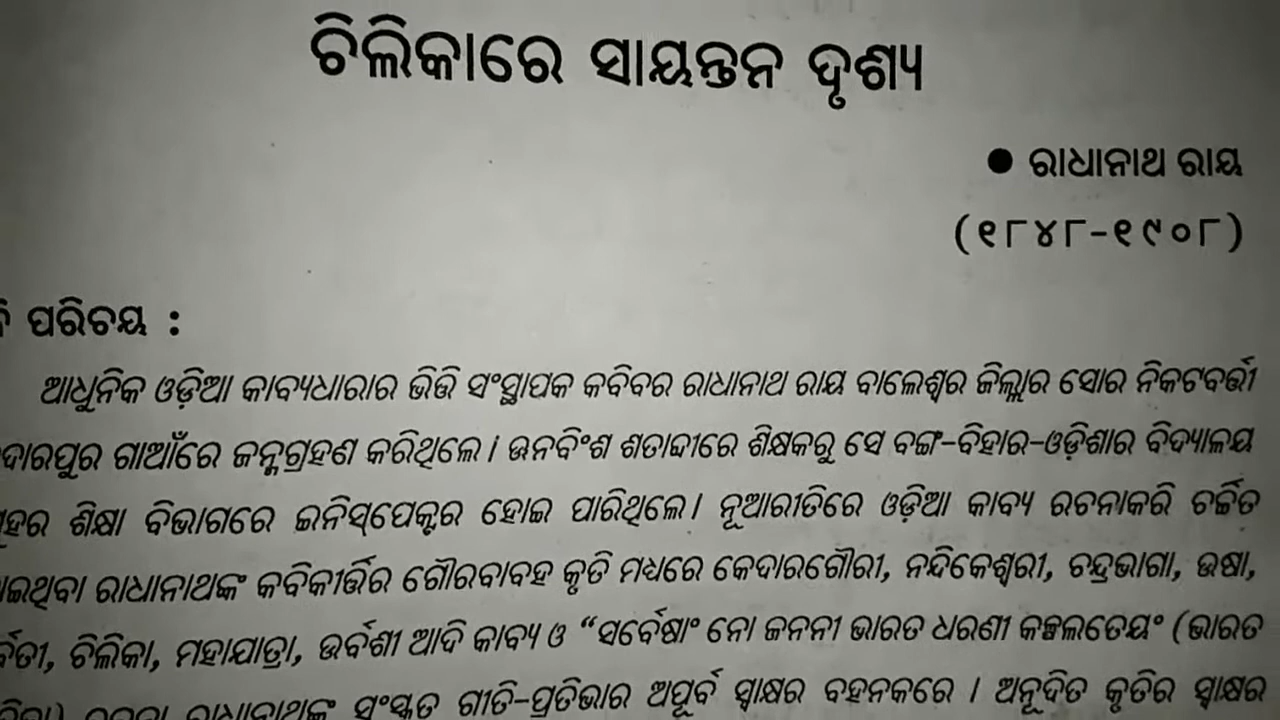 ଚିଲିକାରେ ସାୟନ୍ତନ ଦୃଶ୍ୟ
● ରାଧାନାଥ ରାୟ
(୧୮୪୮-୧୯୦୮)
ପରିଚୟ :
ଆଧୁନିକ ଓଡ଼ିଆ କାବ୍ୟଧାରାର ଭିତ୍ତି ସଂସ୍ଥାପକ କବିବର ରାଧାନାଥ ରାୟ ବାଲେଶ୍ୱର ଜିଲ୍ଲାର ସୋର ନିକଟବର୍ତ୍ତୀ
ଦାରପୁର ଗାଆଁରେ ଜନ୍ମଗ୍ରହଣ କରିଥିଲେ । ଊନବିଂଶ ଶତାବ୍ଦୀରେ ଶିକ୍ଷକରୁ ସେ ବଙ୍ଗ-ବିହାର-ଓଡ଼ିଶାର ବିଦ୍ୟାଳୟ
ହର ଶିକ୍ଷା ବିଭାଗରେ ଇନିସ୍‌ପେକ୍ଟର ହୋଇ ପାରିଥିଲେ । ନୂଆରୀତିରେ ଓଡ଼ିଆ କାବ୍ୟ ରଚନାକରି ଚର୍ଚ୍ଚିତ
ଇଥିବା ରାଧାନାଥଙ୍କ କବିକୀର୍ତ୍ତିର ଗୌରବାବହ କୃତି ମଧ୍ୟରେ କେଦାରଗୌରୀ, ନନ୍ଦିକେଶ୍ୱରୀ, ଚନ୍ଦ୍ରଭାଗା, ଉଷା,
ର୍ବତୀ, ଚିଲିକା, ମହାଯାତ୍ରା, ଉର୍ବଶୀ ଆଦି କାବ୍ୟ ଓ “ସର୍ବେଷାଂ ନୋ ଜନନୀ ଭାରତ ଧରଣୀ କଳ୍ପଲତେୟଂ (ଭାରତ
ରାଧାନାଥଙ୍କ ସଂସ୍କୃତ ଗୀତି-ପ୍ରତିଭାର ଅପୂର୍ବ ସ୍ୱାକ୍ଷର ବହନକରେ । ଅନୂଦିତ କୃତିର ସ୍ୱାକ୍ଷର